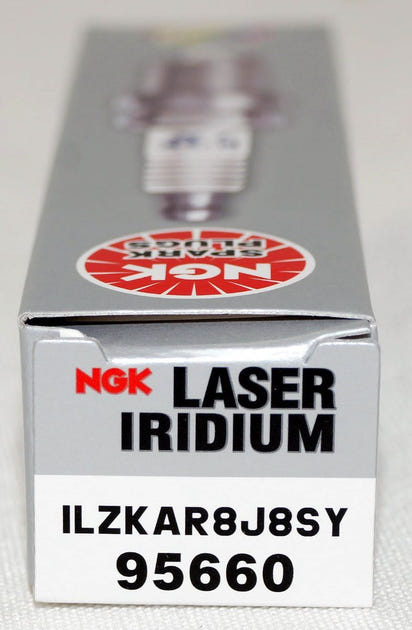 NGK
SPARK
PLUGS
NGK LASER
IRIDIUM
ILZKAR8J8SY
95660